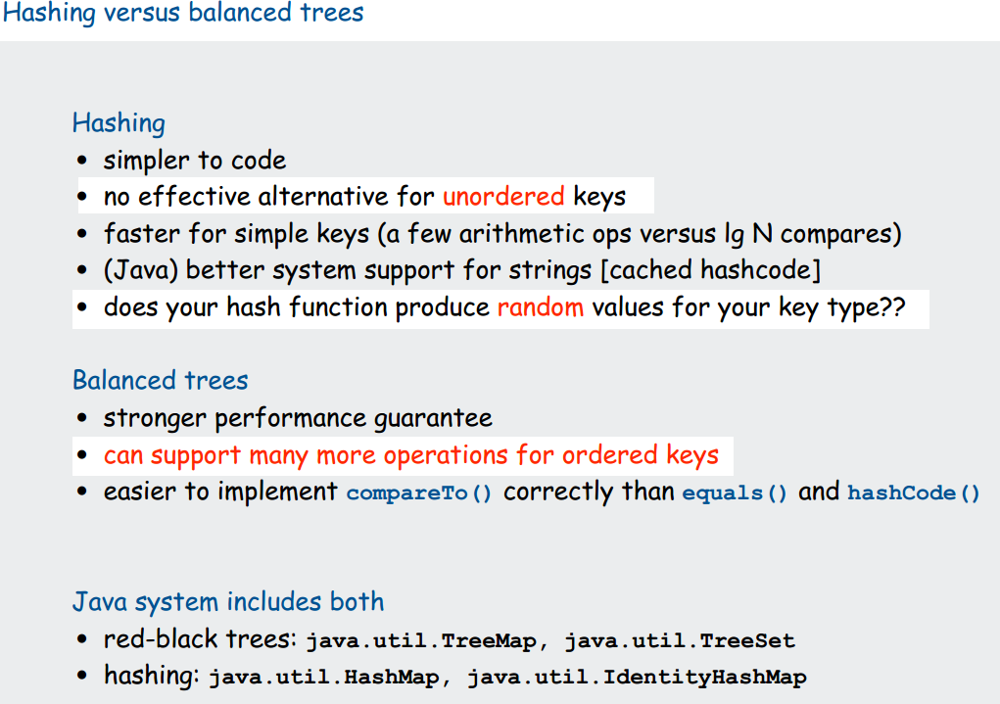 Hashing versus balanced trees
Hashing
• simpler to code
• no effective alternative for unordered keys
• faster for simple keys (a few arithmetic ops versus lg N compares)
• (Java) better system support for strings [cached hashcode]
• does your hash function produce random values for your key type??
Balanced trees
• stronger performance guarantee
• can support many more operations for ordered keys
• easier to implement compareTo() correctly than equals() and hashCode()
Java system includes both
• red-black trees: java.util.TreeMap, java.util.TreeSet
• hashing: java.util.HashMap, java.util.IdentityHashMap